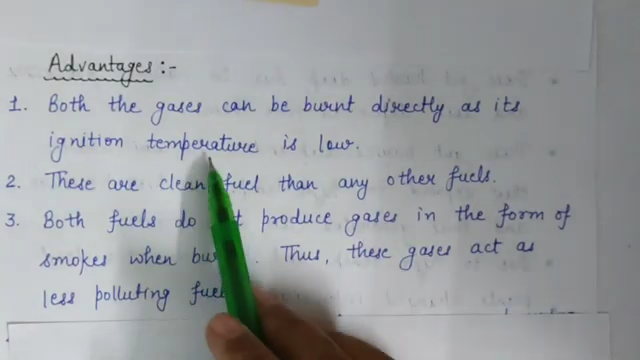 Advantages :-
1. Both the gases can be burnt directly as its
ignition temperature is low.
2. These are clean fuel than any other fuels.
3. Both fuels do t produce gases in the form of
smokes when bu . Thus, these gases act as
less polluting fuel